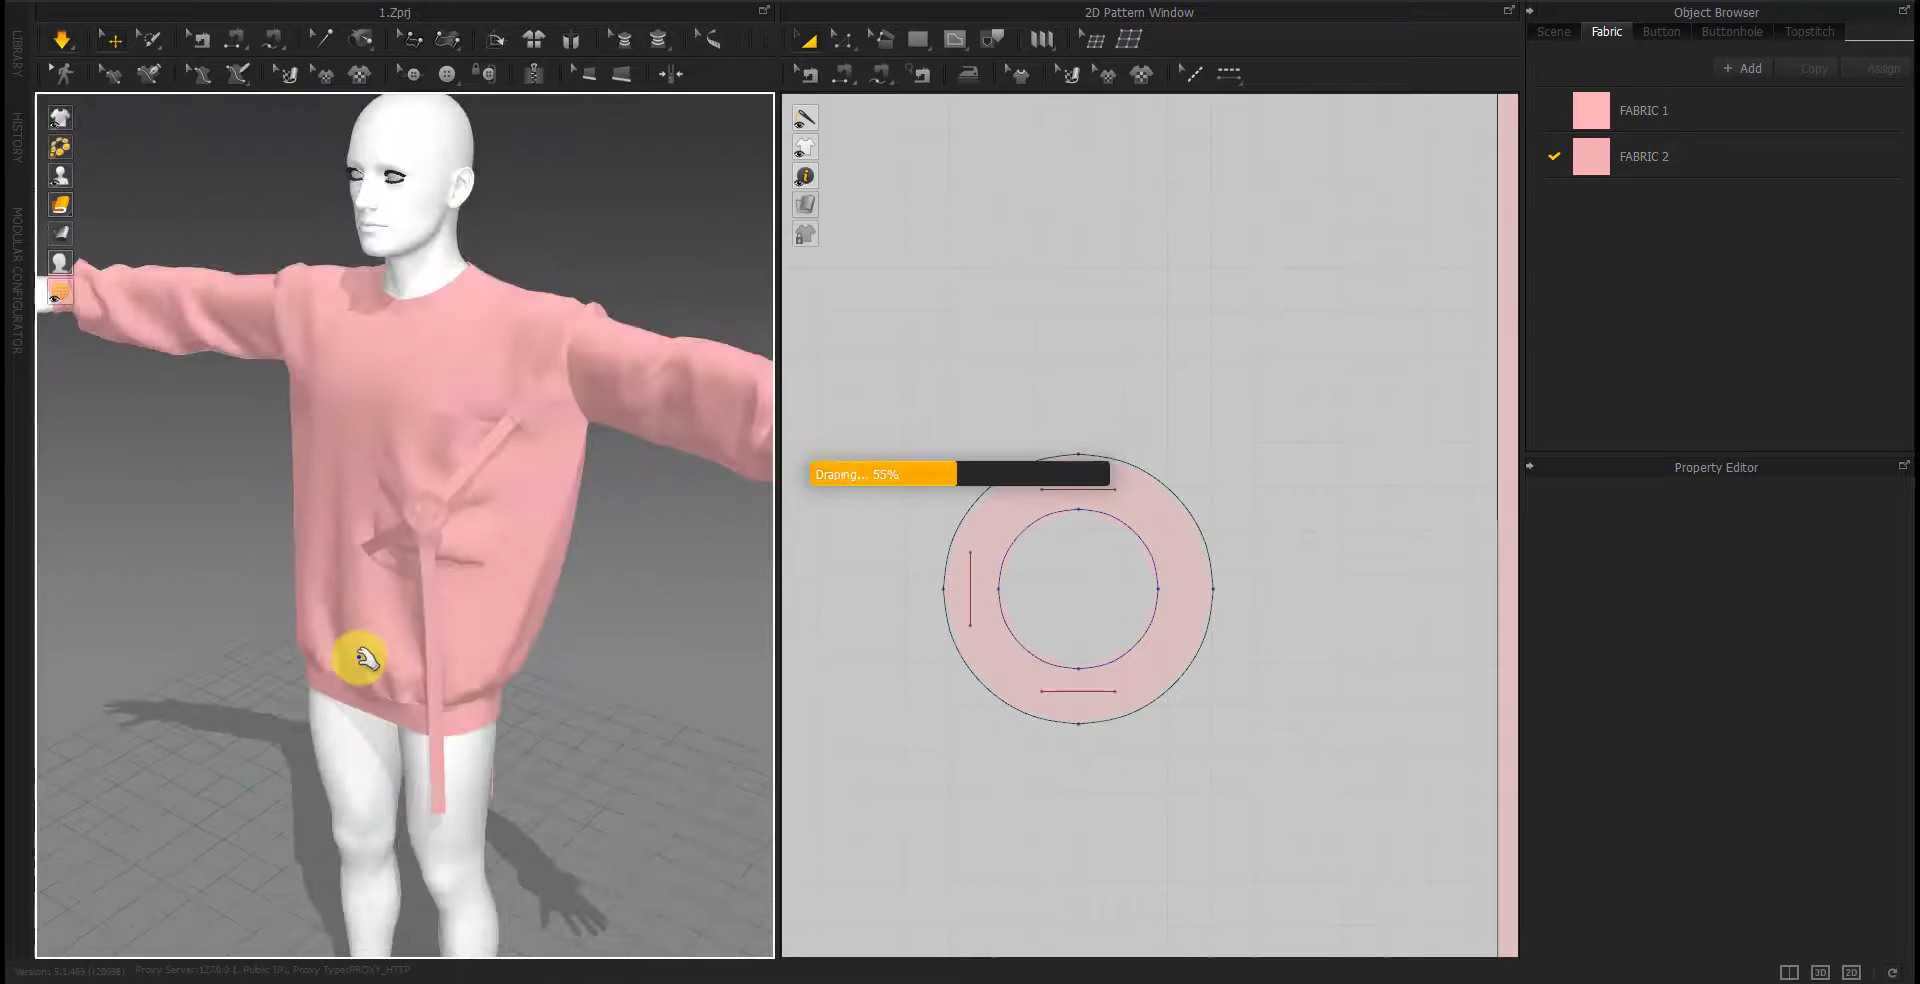 1.Zprj
2D Pattern Window
Object Browser
Scene
Fabric
Button
Buttonhole
Topstitch
+ Add
Copy
Assign
FABRIC 1
FABRIC 2
Property Editor
LIBRARY
HISTORY
MODULAR CONFIGURATOR
Draping... 55%
Version: 5.1.463 (r28698)
Proxy Server:127.0.0.1, Public IP:, Proxy Type:PROXY_HTTP
3D
2D